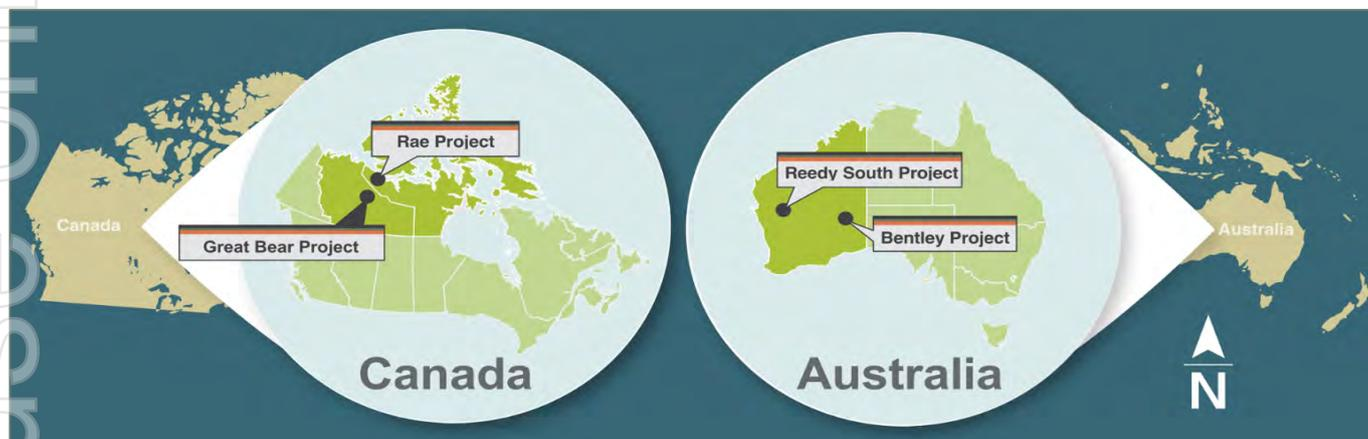 Canada
Rae Project
Great Bear Project
Canada
Reedy South Project
Bentley Project
Australia
Australia
N